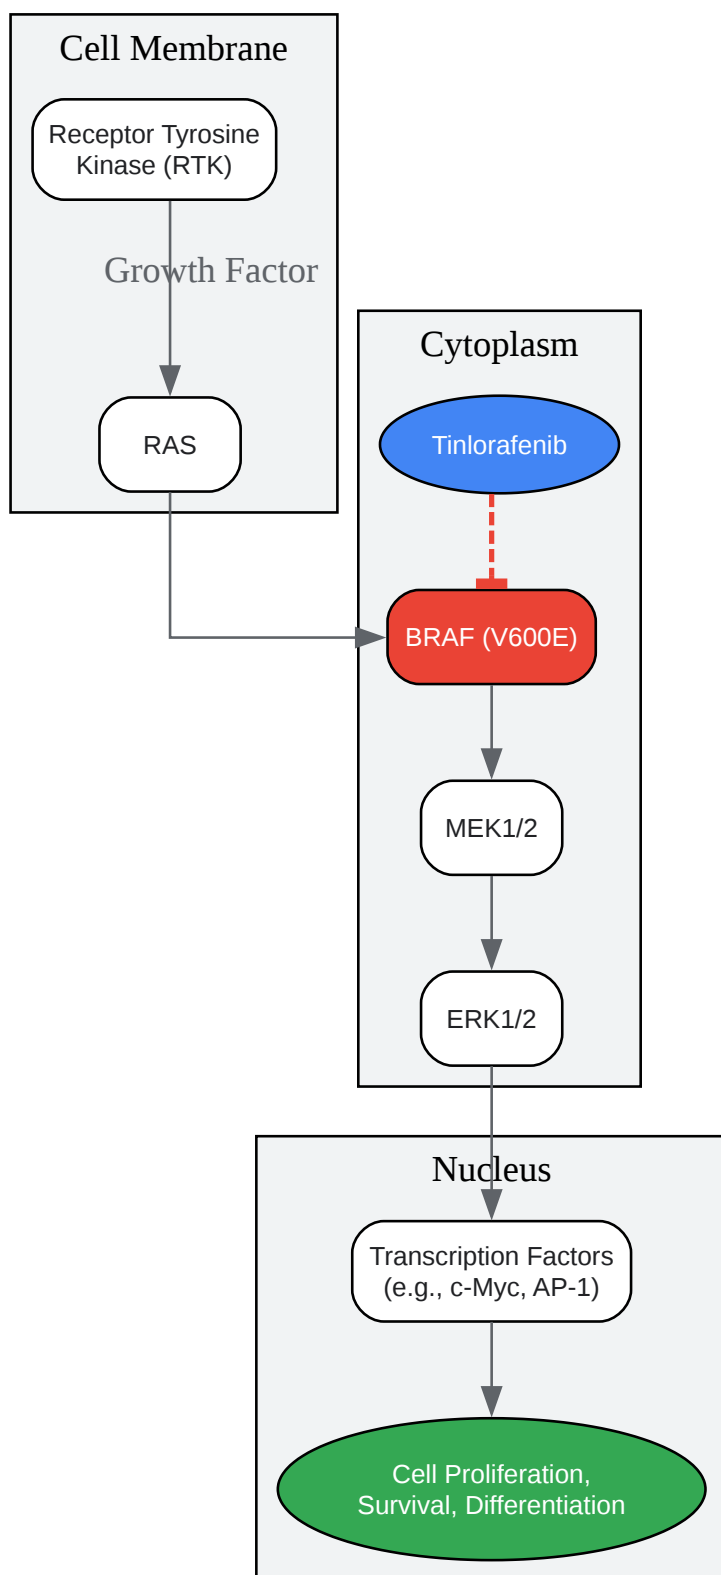 Cell Membrane
Receptor Tyrosine
Kinase (RTK)
Growth Factor
RAS
Cytoplasm
Tinlorafenib
BRAF (V600E)
MEK1/2
ERK1/2
Nucleus
Transcription Factors
(e.g., c-Myc, AP-1)
Cell Proliferation,
Survival, Differentiation